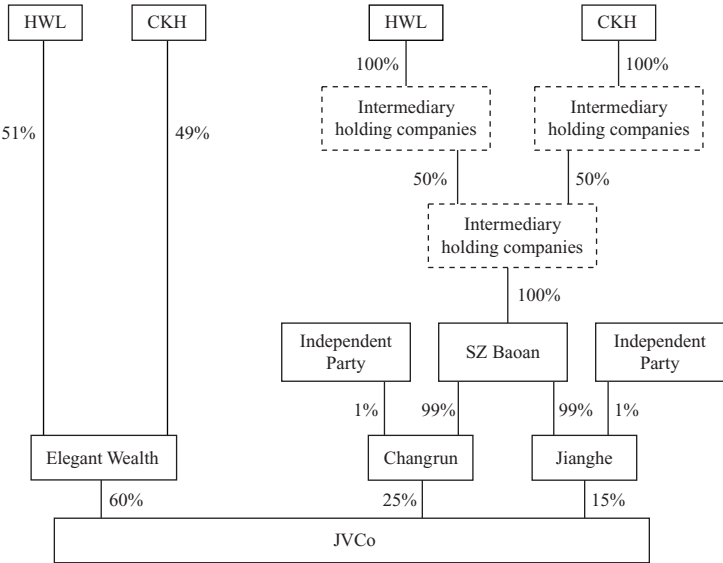 HWL
CKH
HWL
CKH
100%
100%
Intermediary
holding companies
Intermediary
holding companies
51%
49%
50%
50%
Intermediary
holding companies
100%
Independent
Party
SZ Baoan
Independent
Party
1%
99%
99%
1%
Elegant Wealth
Changrun
Jianghe
60%
25%
15%
JVCo